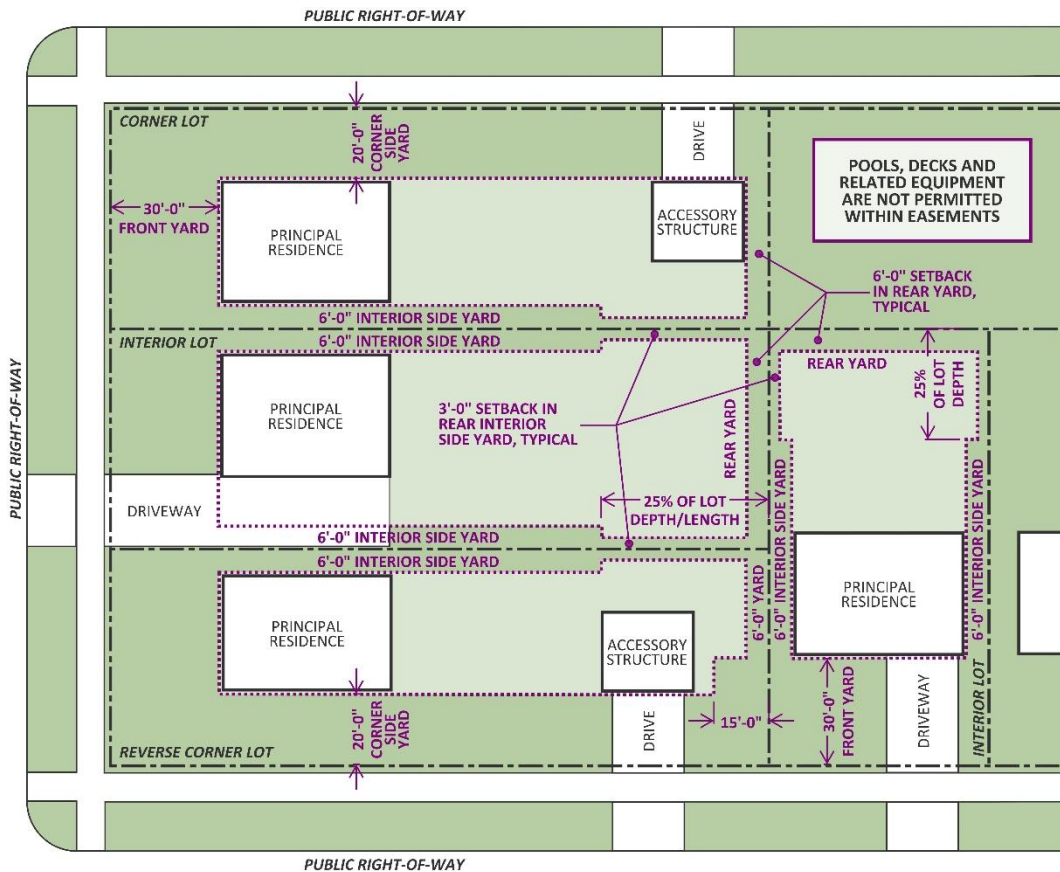 PUBLIC RIGHT-OF-WAY
CORNER LOT
20'-0"
CORNER
SIDE
YARD
DRIVE
POOLS, DECKS AND
RELATED EQUIPMENT
ARE NOT PERMITTED
WITHIN EASEMENTS
30'-0"
FRONT YARD
PRINCIPAL
RESIDENCE
ACCESSORY
STRUCTURE
6'-0" SETBACK
IN REAR YARD,
TYPICAL
6'-0" INTERIOR SIDE YARD
INTERIOR LOT
6'-0" INTERIOR SIDE YARD
REAR YARD
25%
OF LOT
DEPTH
PRINCIPAL
RESIDENCE
3'-0" SETBACK IN
REAR INTERIOR
SIDE YARD, TYPICAL
REAR YARD
PUBLIC RIGHT-OF-WAY
DRIVEWAY
25% OF LOT
DEPTH/LENGTH
6'-0" INTERIOR SIDE YARD
6'-0" INTERIOR SIDE YARD
6'-0" YARD
6'-0" INTERIOR SIDE YARD
6'-0" INTERIOR SIDE YARD
PRINCIPAL
RESIDENCE
PRINCIPAL
RESIDENCE
ACCESSORY
STRUCTURE
20'-0"
CORNER
SIDE
YARD
DRIVE
15'-0"
30'-0"
FRONT YARD
DRIVEWAY
INTERIOR LOT
REVERSE CORNER LOT
PUBLIC RIGHT-OF-WAY